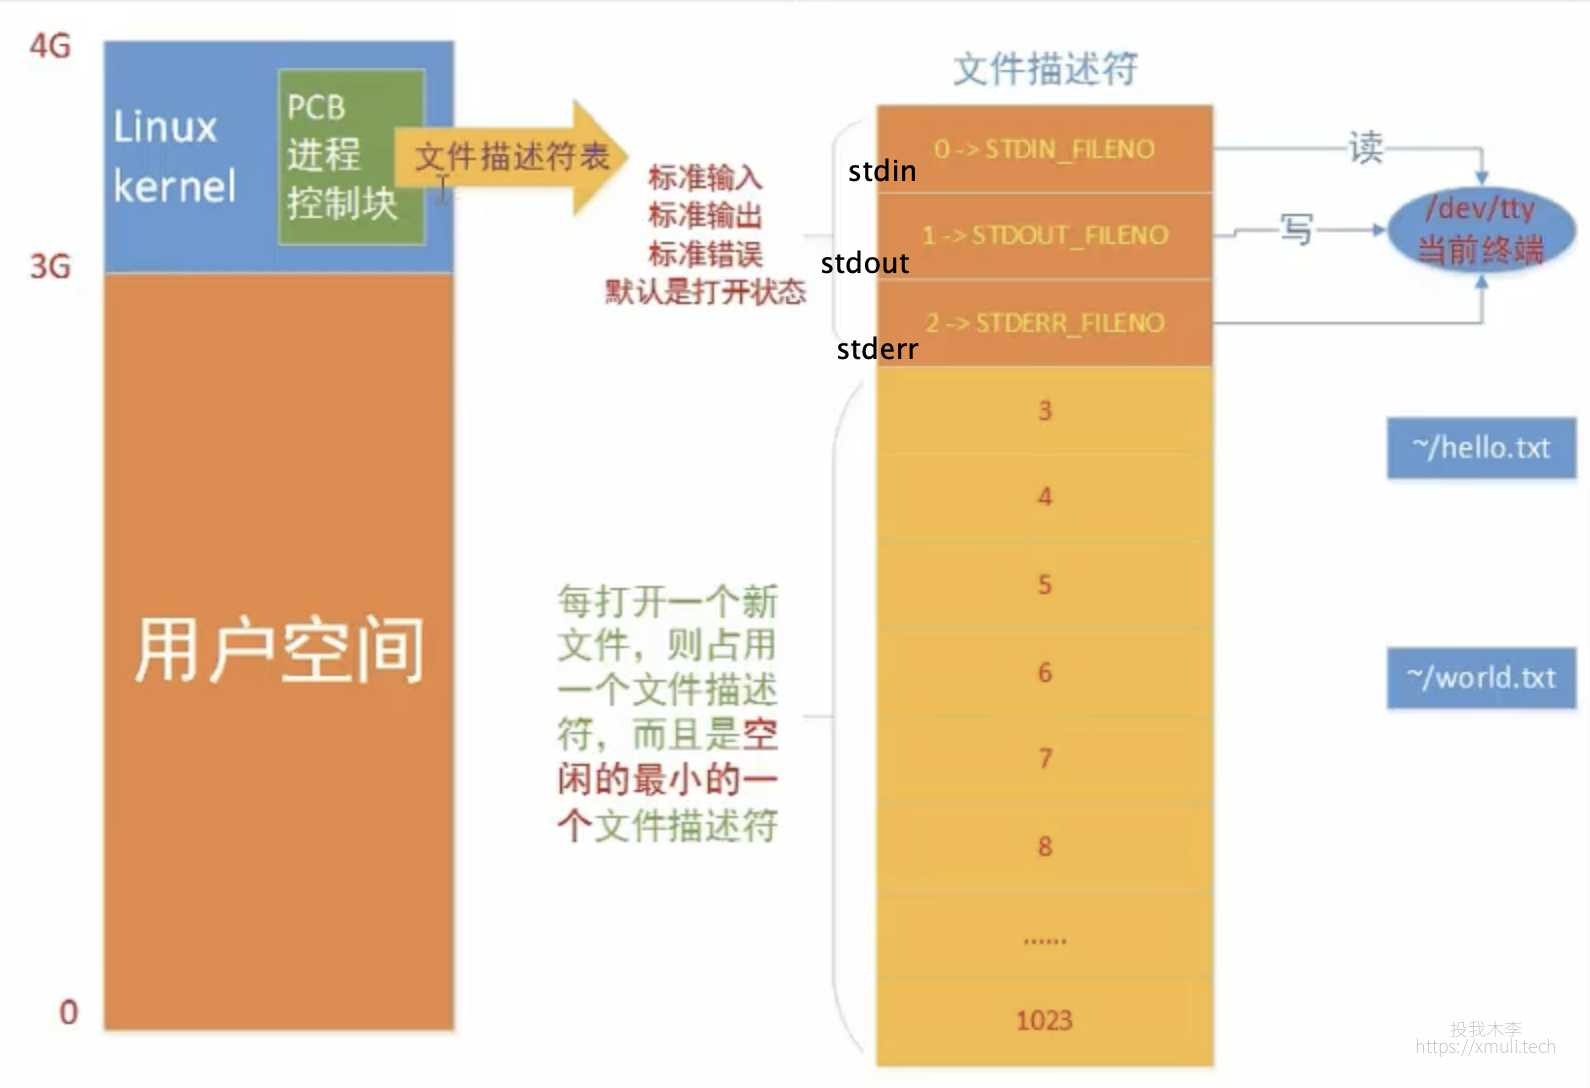 4G
Linux
kernel
PCB
进程
控制块
文件描述符表
3G
用户空间
0
标准输入
标准输出
标准错误
默认是打开状态
每打开一个新
文件，则占用
一个文件描述
符，而且是空
闲的最小的一
个文件描述符
文件描述符
stdin
0 -> STDIN_FILENO
stdout
1 -> STDOUT_FILENO
stderr
2 -> STDERR_FILENO
3
4
5
6
7
8
......
1023
读
写
/dev/tty
当前终端
~/hello.txt
~/world.txt
投我木李
https://xmuli.tech